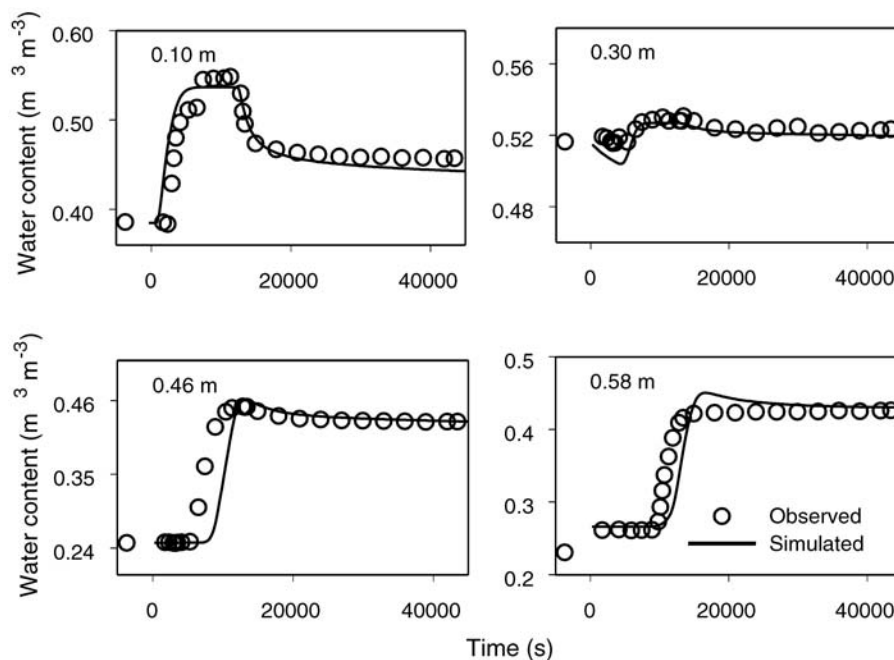 0.60
0.10 m
0.50
0.40
Water content (m 3 m-3)
0 20000 40000
0.56
0.30 m
0.52
0.48
0 20000 40000
0.46 m
0.46
0.35
0.24
Water content (m 3 m-3)
0 20000 40000
0.5
0.58 m
0.4
0.3
Observed
Simulated
0.2
0 20000 40000
Time (s)